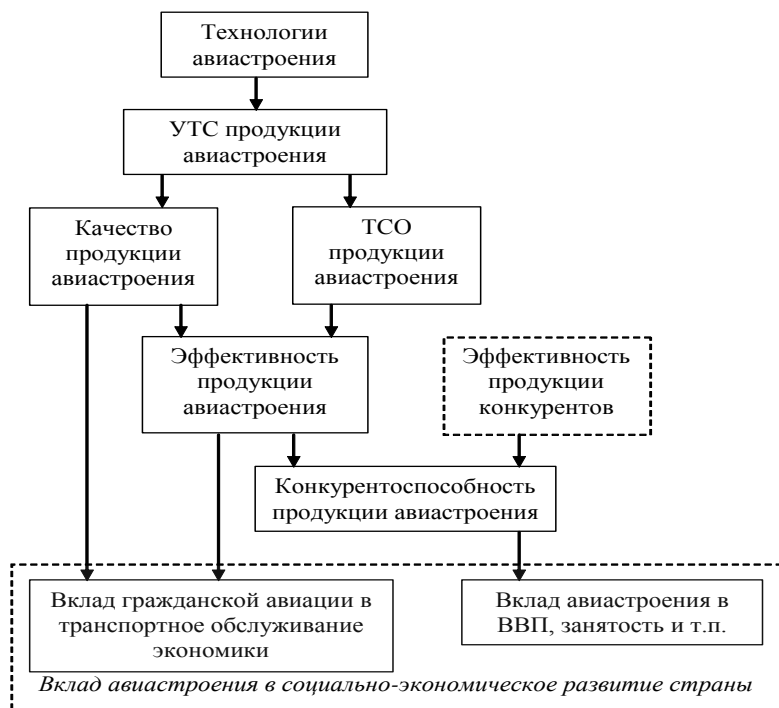 Технологии
авиастроения
УТС продукции
авиастроения
Качество
продукции
авиастроения
ТСО
продукции
авиастроения
Эффективность
продукции
авиастроения
Эффективность
продукции
конкурентов
Конкурентоспособность
продукции авиастроения
Вклад гражданской авиации в
транспортное обслуживание
экономики
Вклад авиастроения в
ВВП, занятость и т.п.
Вклад авиастроения в социально-экономическое развитие страны